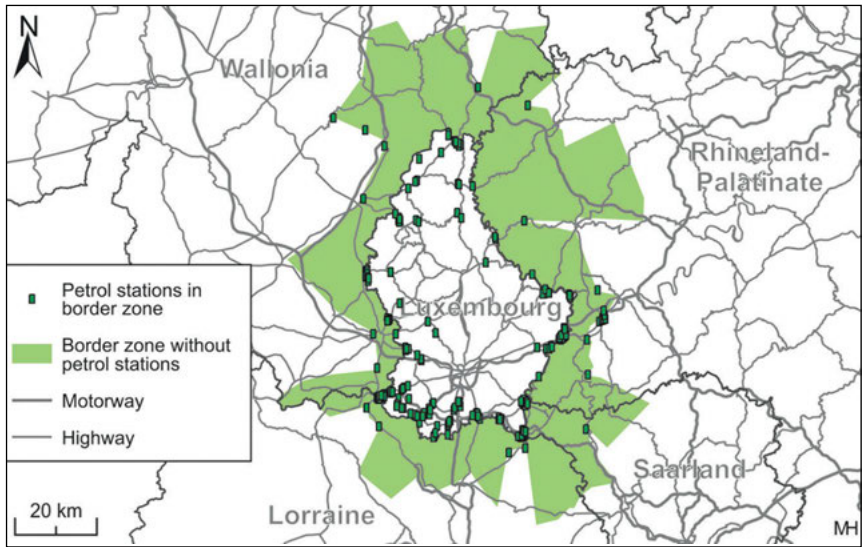 N
Wallonia
Rhineland-
Palatinate
Petrol stations in
border zone
Luxembourg
Border zone without
petrol stations
Motorway
Highway
Saarland
20 km
Lorraine
MH